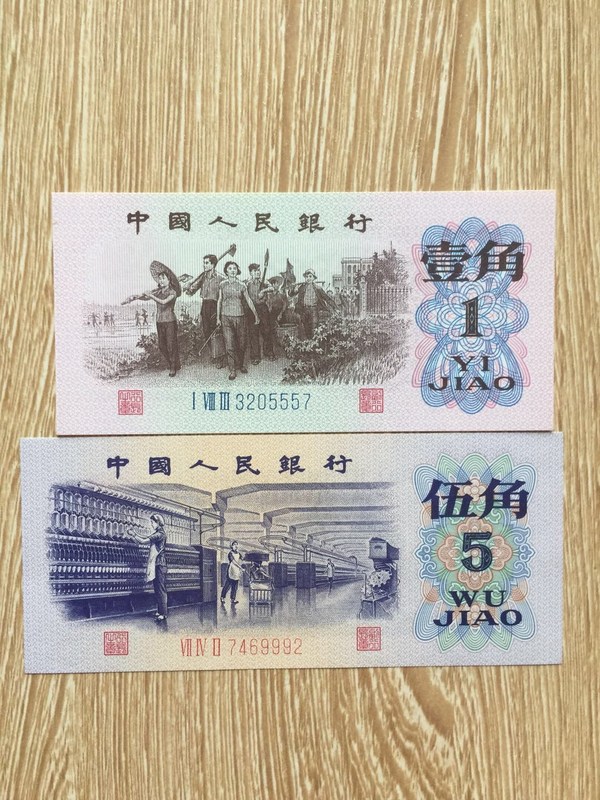 中國人民銀行
壹角
1
YI
JIAO
Ⅰ Ⅷ Ⅲ 3205557
中國人民銀行
伍角
5
WU
JIAO
Ⅶ Ⅳ Ⅱ 7469992